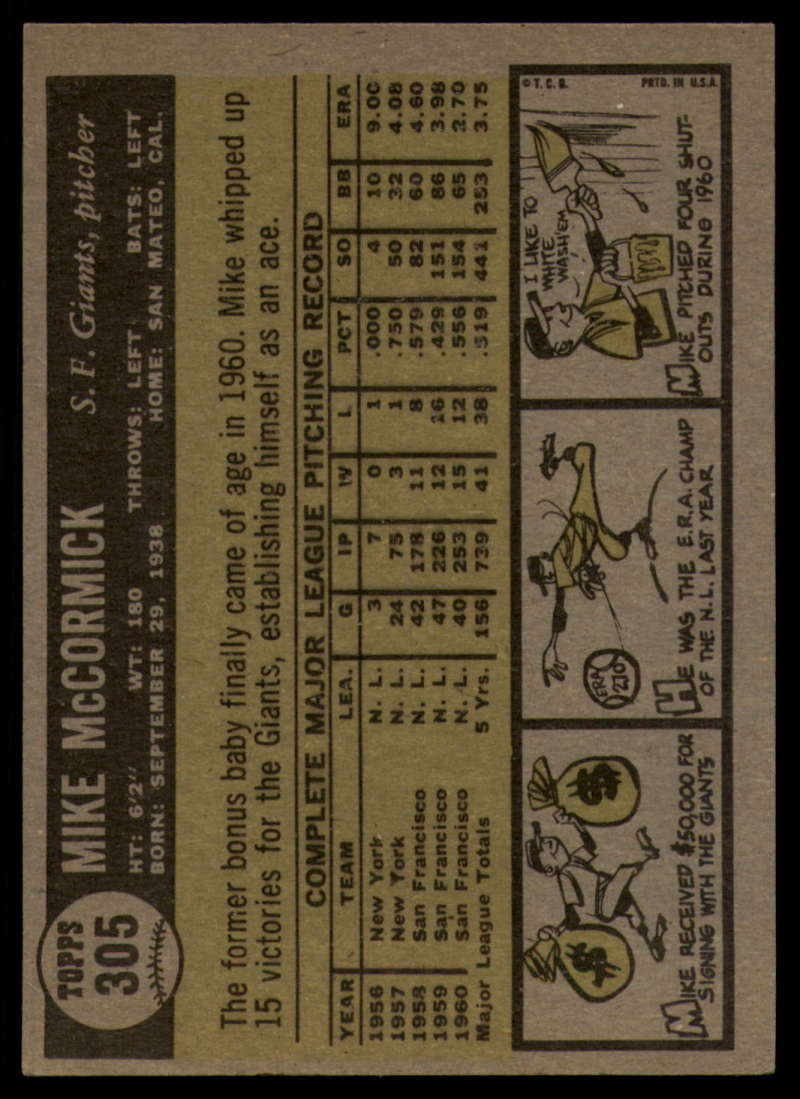 TOPPS
305
MIKE McCORMICK S. F. Giants, pitcher
HT: 6'2" WT: 180 THROWS: LEFT BATS: LEFT
BORN: SEPTEMBER 29, 1938 HOME: SAN MATEO, CAL.
The former bonus baby finally came of age in 1960. Mike whipped up
15 victories for the Giants, establishing himself as an ace.
COMPLETE MAJOR LEAGUE PITCHING RECORD
YEAR TEAM LEA. G IP W L PCT SO BB ERA
1956 New York N. L. 3 7 0 1 .000 4 10 9.00
1957 New York N. L. 24 75 3 1 .750 50 32 4.08
1958 San Francisco N. L. 42 178 11 8 .579 82 60 4.60
1959 San Francisco N. L. 47 226 12 16 .429 151 86 3.98
1960 San Francisco N. L. 40 253 15 12 .556 154 65 2.70
Major League Totals 5 Yrs. 156 739 41 38 .519 441 253 3.75
$
$
MIKE RECEIVED $50,000 FOR
SIGNING WITH THE GIANTS
ERA
2.70
HE WAS THE E.R.A. CHAMP
OF THE N.L. LAST YEAR
© T. C. G. PRTD. IN U.S.A.
I LIKE TO
WHITE
WASH 'EM
MIKE PITCHED FOUR SHUT-
OUTS DURING 1960